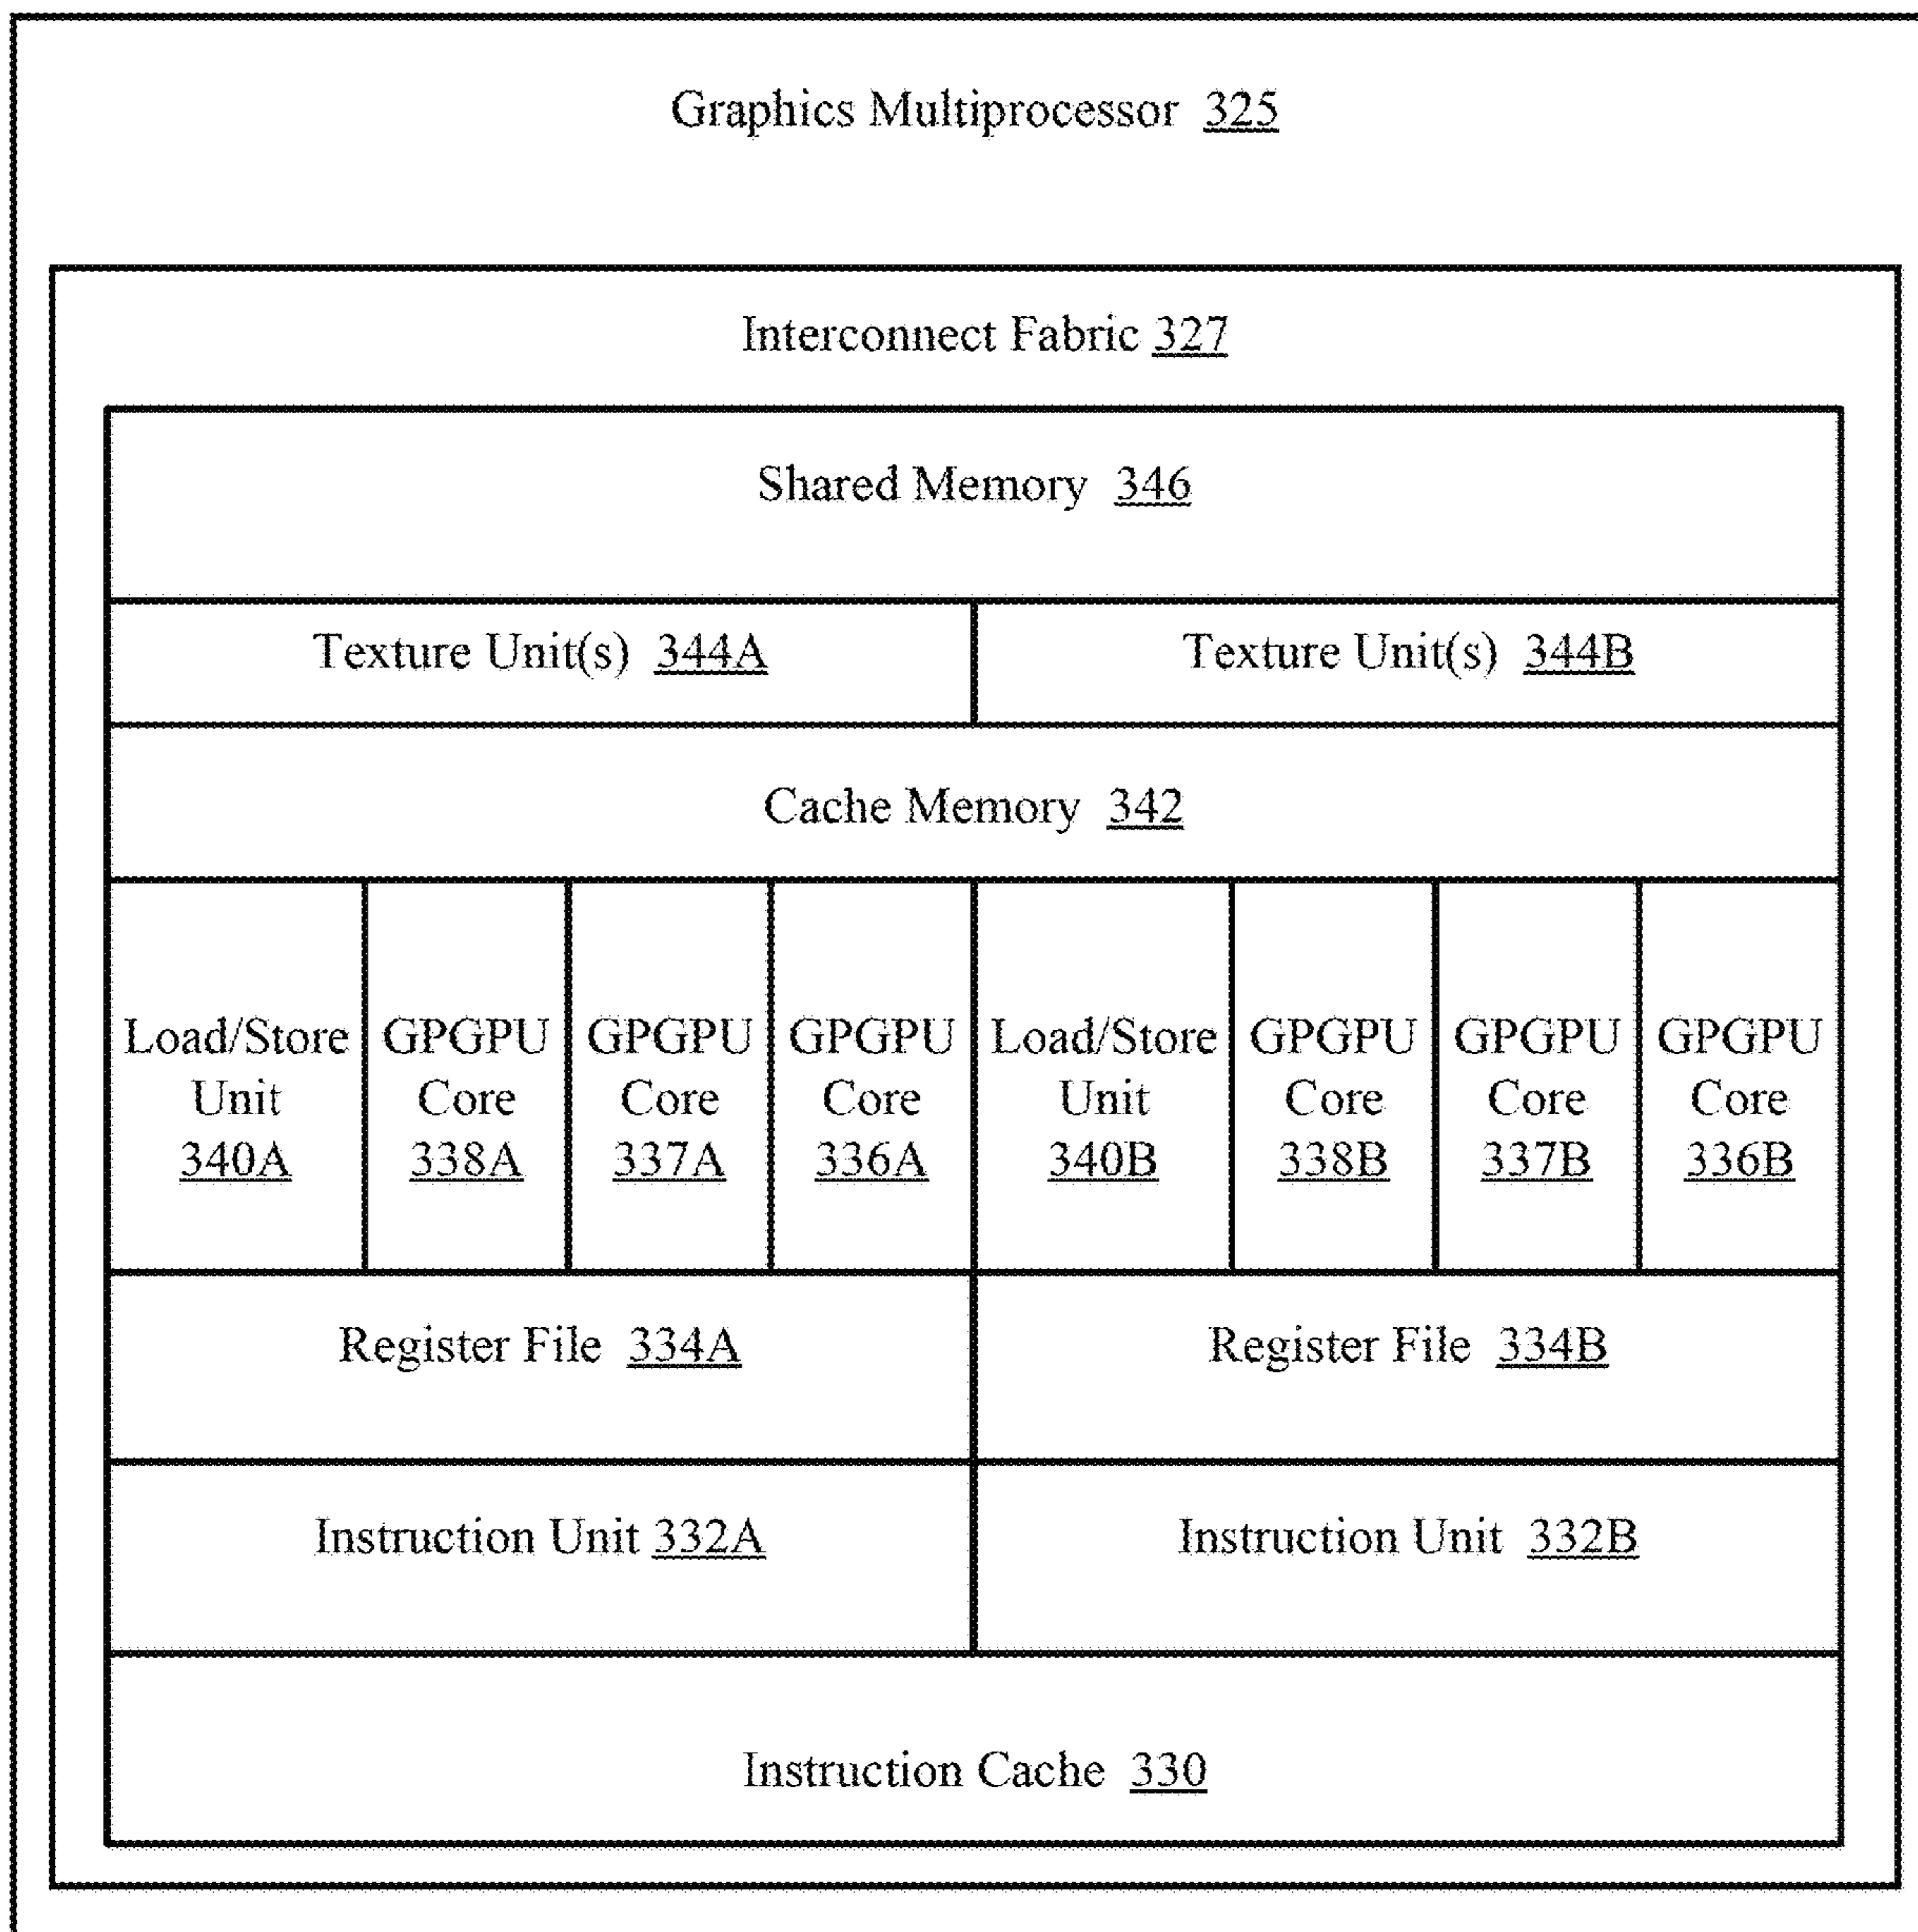 Graphics Multiprocessor 325
Interconnect Fabric 327
Shared Memory 346
Texture Unit(s) 344A
Texture Unit(s) 344B
Cache Memory 342
Load/Store
Unit
340A
GPGPU
Core
338A
GPGPU
Core
337A
GPGPU
Core
336A
Load/Store
Unit
340B
GPGPU
Core
338B
GPGPU
Core
337B
GPGPU
Core
336B
Register File 334A
Register File 334B
Instruction Unit 332A
Instruction Unit 332B
Instruction Cache 330